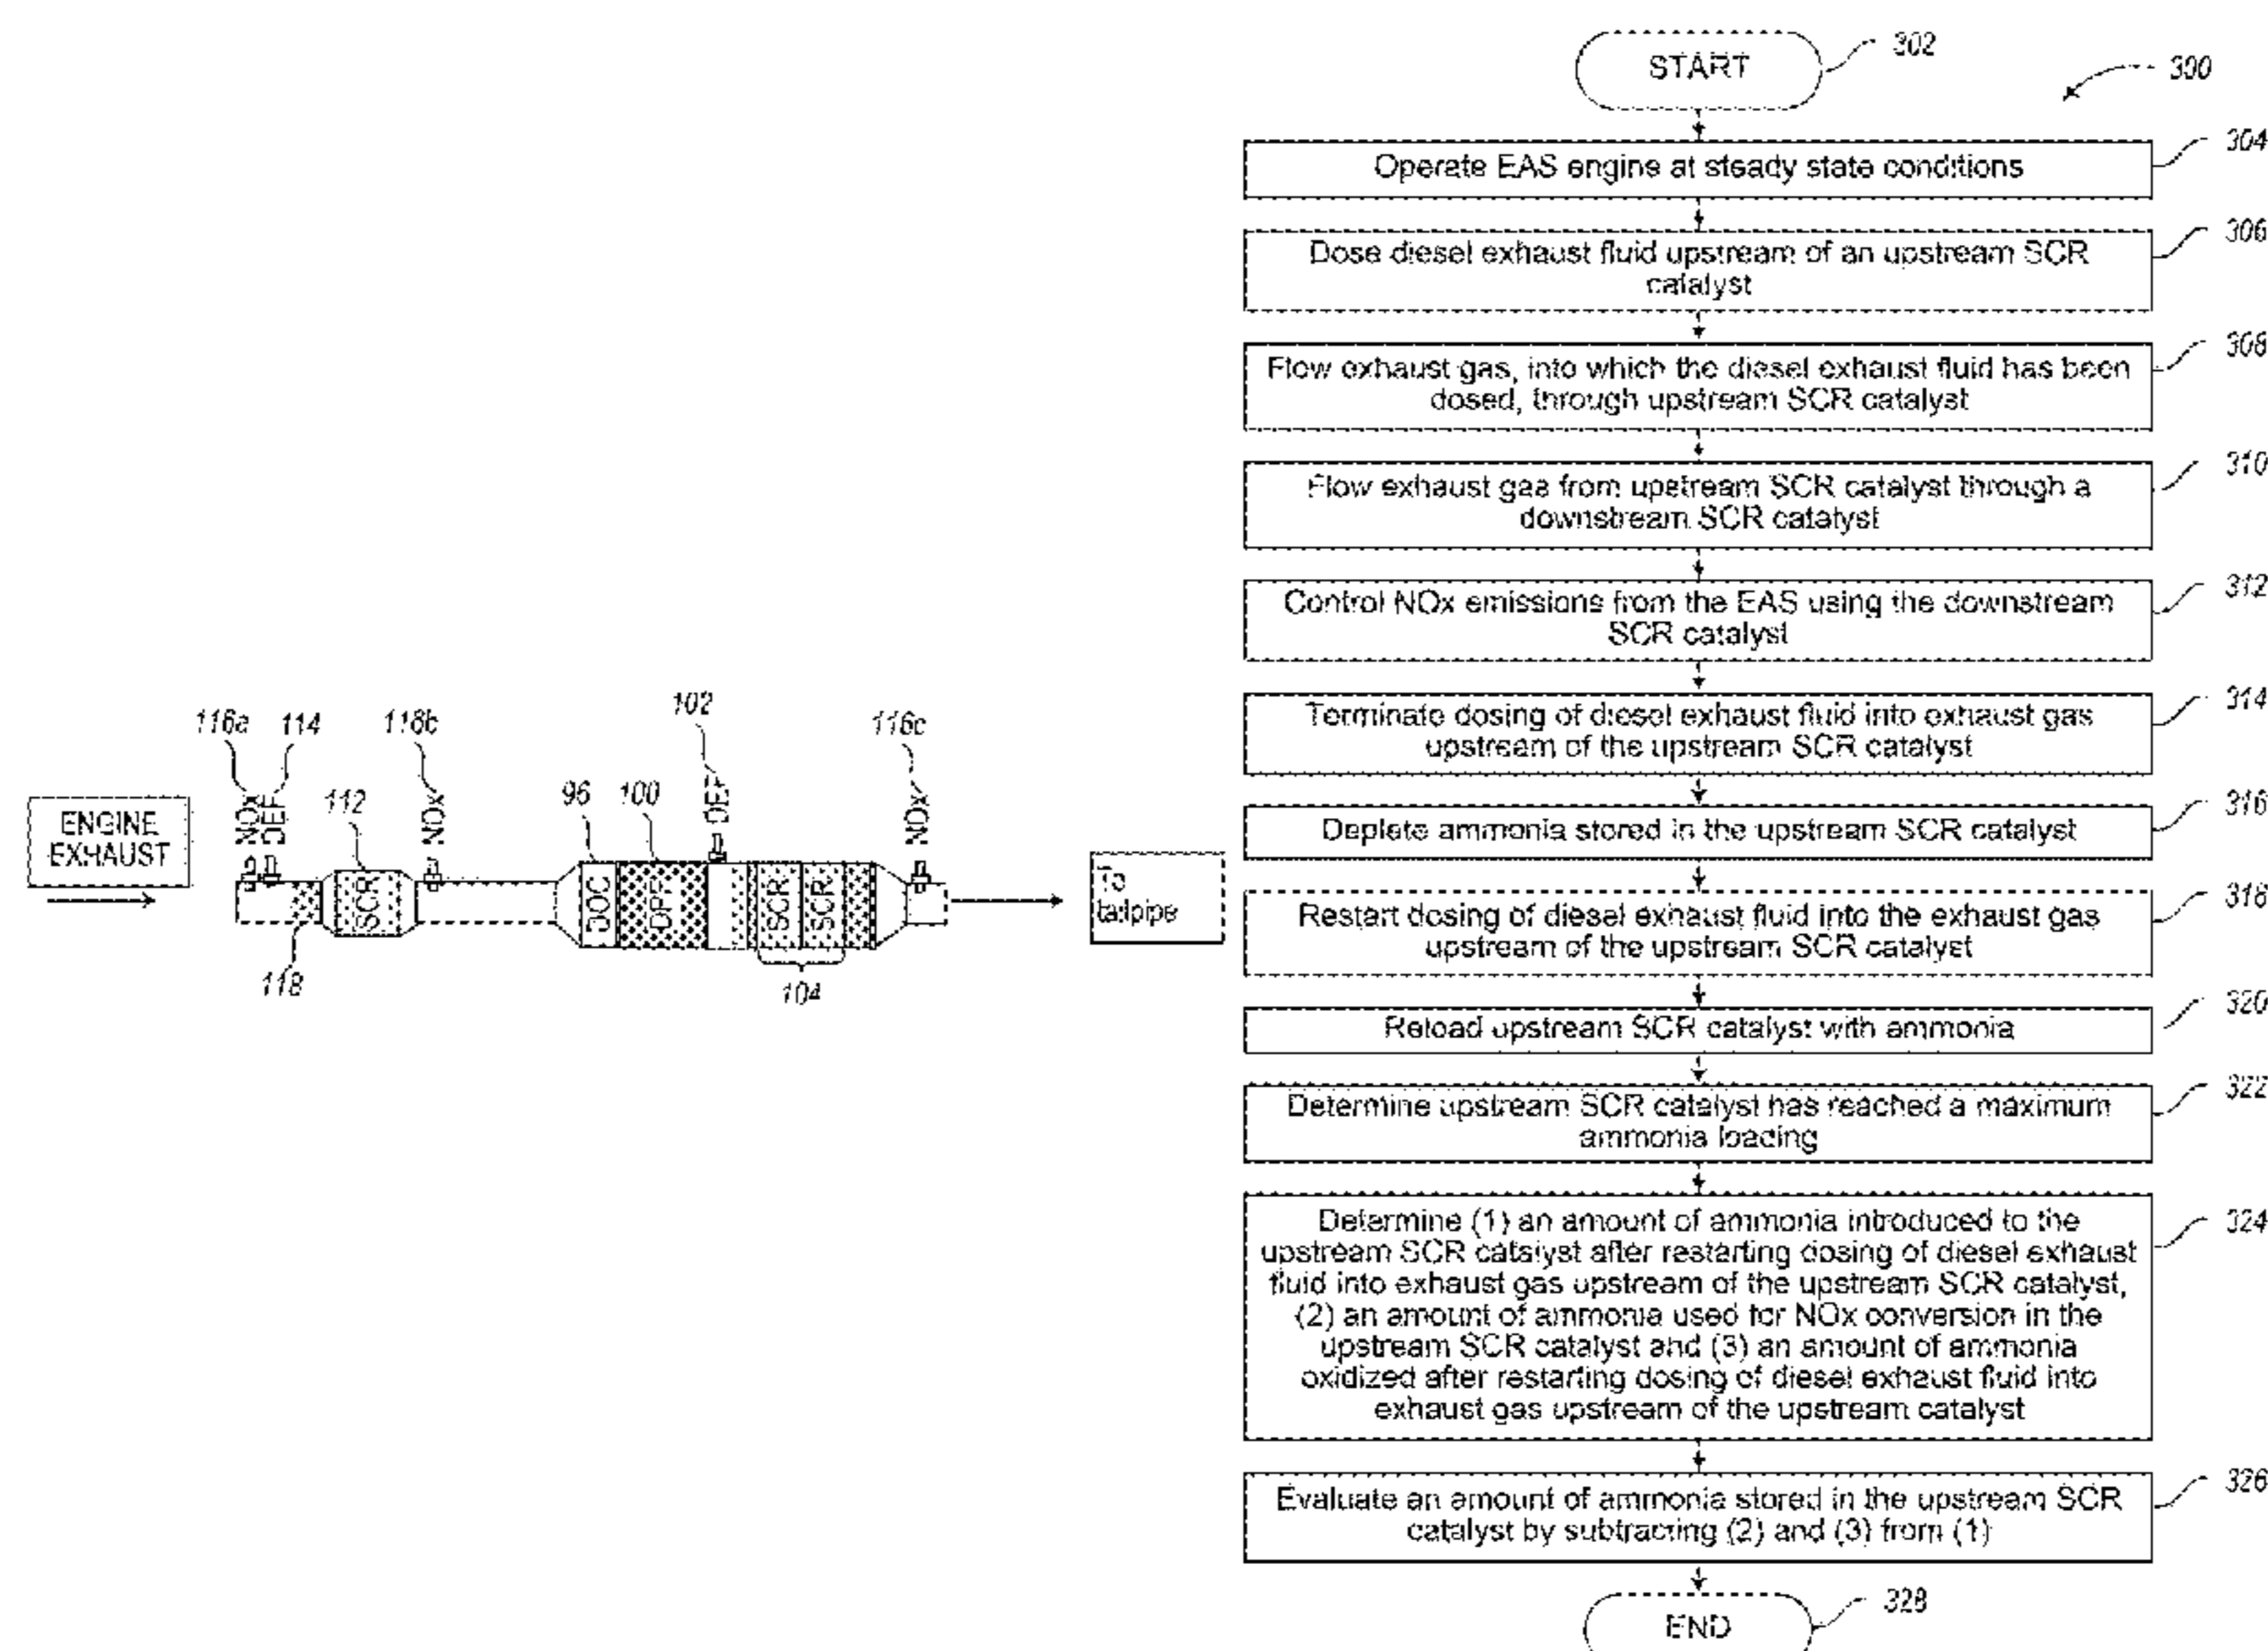 116a
114
118b
102
116c
NOx
DEF
112
NOx
96
100
DEF
NOx
ENGINE
EXHAUST
SCR
DOC
DPF
SCR
SCR
To
tailpipe
118
104
START
302
300
Operate EAS engine at steady state conditions
304
Dose diesel exhaust fluid upstream of an upstream SCR
catalyst
306
Flow exhaust gas, into which the diesel exhaust fluid has been
dosed, through upstream SCR catalyst
308
Flow exhaust gas from upstream SCR catalyst through a
downstream SCR catalyst
310
Control NOx emissions from the EAS using the downstream
SCR catalyst
312
Terminate dosing of diesel exhaust fluid into exhaust gas
upstream of the upstream SCR catalyst
314
Deplete ammonia stored in the upstream SCR catalyst
316
Restart dosing of diesel exhaust fluid into the exhaust gas
upstream of the upstream SCR catalyst
318
Reload upstream SCR catalyst with ammonia
320
Determine upstream SCR catalyst has reached a maximum
ammonia loading
322
Determine (1) an amount of ammonia introduced to the
upstream SCR catalyst after restarting dosing of diesel exhaust
fluid into exhaust gas upstream of the upstream SCR catalyst,
(2) an amount of ammonia used for NOx conversion in the
upstream SCR catalyst and (3) an amount of ammonia
oxidized after restarting dosing of diesel exhaust fluid into
exhaust gas upstream of the upstream catalyst
324
Evaluate an amount of ammonia stored in the upstream SCR
catalyst by subtracting (2) and (3) from (1)
326
END
328